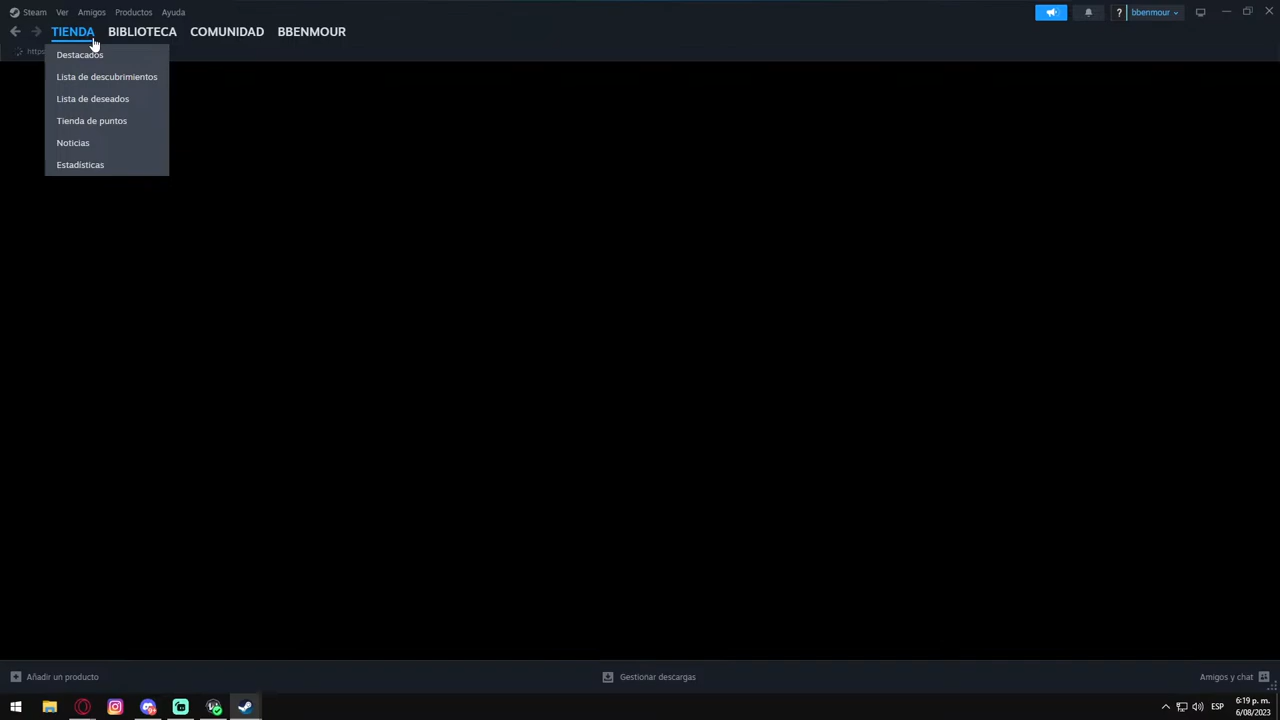 Steam Ver Amigos Productos Ayuda
? bbenmour
TIENDA BIBLIOTECA COMUNIDAD BBENMOUR
Destacados
Lista de descubrimientos
Lista de deseados
Tienda de puntos
Noticias
Estadísticas
Añadir un producto
Gestionar descargas
Amigos y chat
ESP
6:19 p. m.
6/08/2023